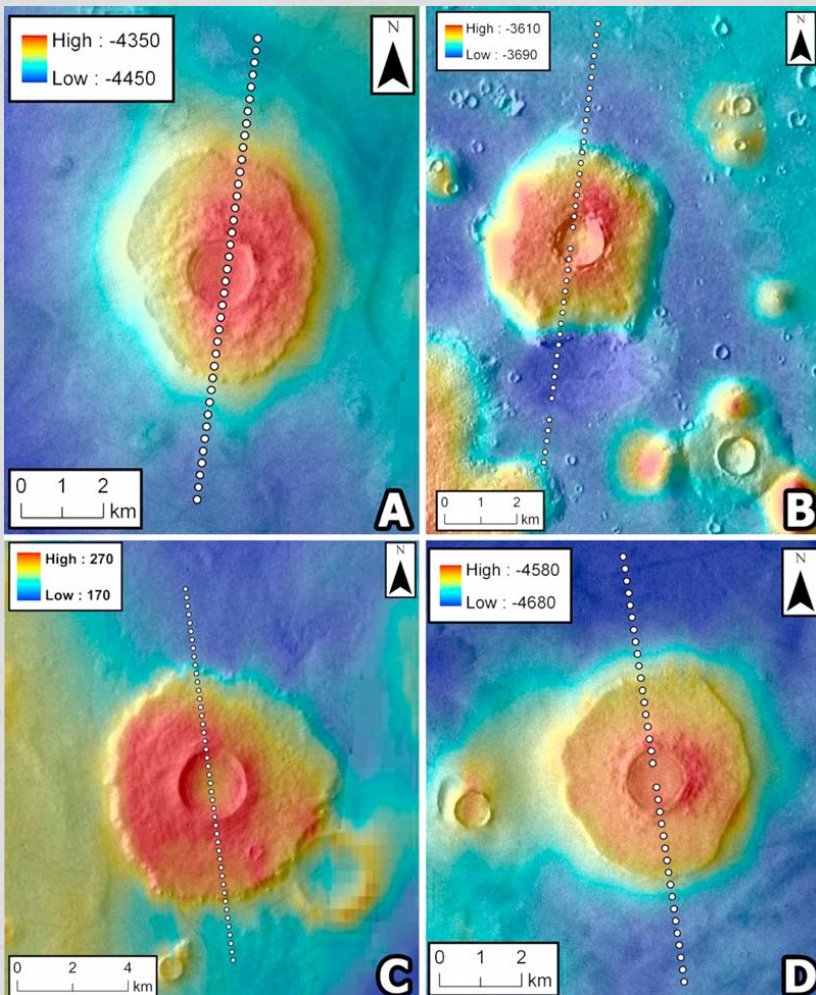 High : -4350
Low : -4450
N
0 1 2
km
A
High : -3610
Low : -3690
N
0 1 2
km
B
High : 270
Low : 170
N
0 2 4
km
C
High : -4580
Low : -4680
N
0 1 2
km
D